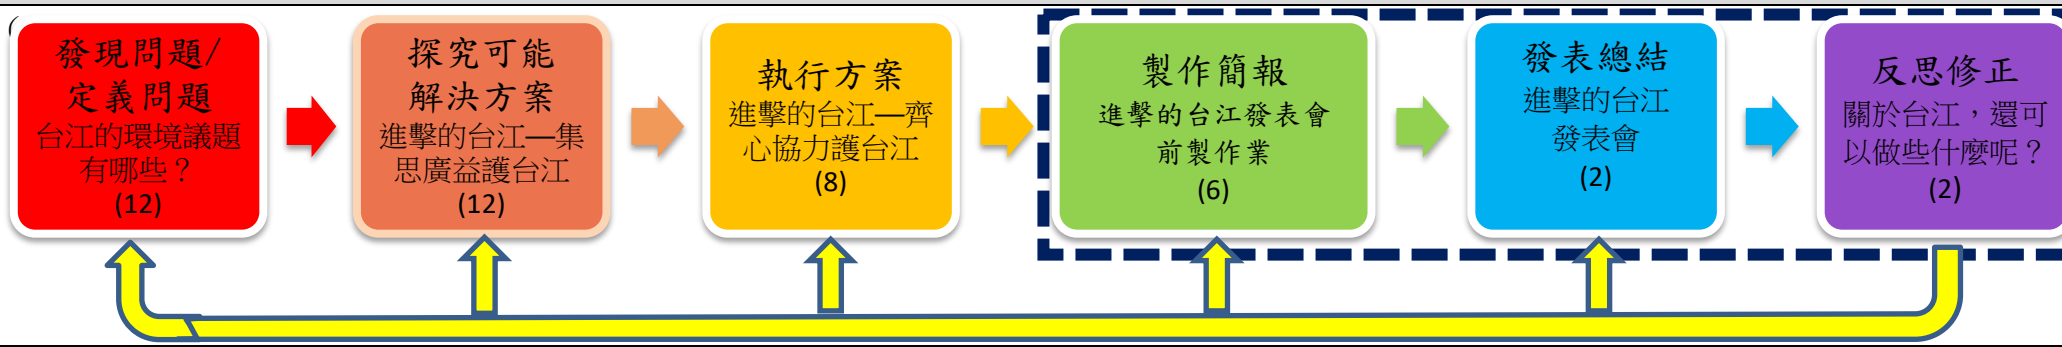 發現問題/
定義問題
台江的環境議題
有哪些？
(12)
探究可能
解決方案
進擊的台江—集
思廣益護台江
(12)
執行方案
進擊的台江—齊
心協力護台江
(8)
製作簡報
進擊的台江發表會
前製作業
(6)
發表總結
進擊的台江
發表會
(2)
反思修正
關於台江，還可
以做些什麼呢？
(2)